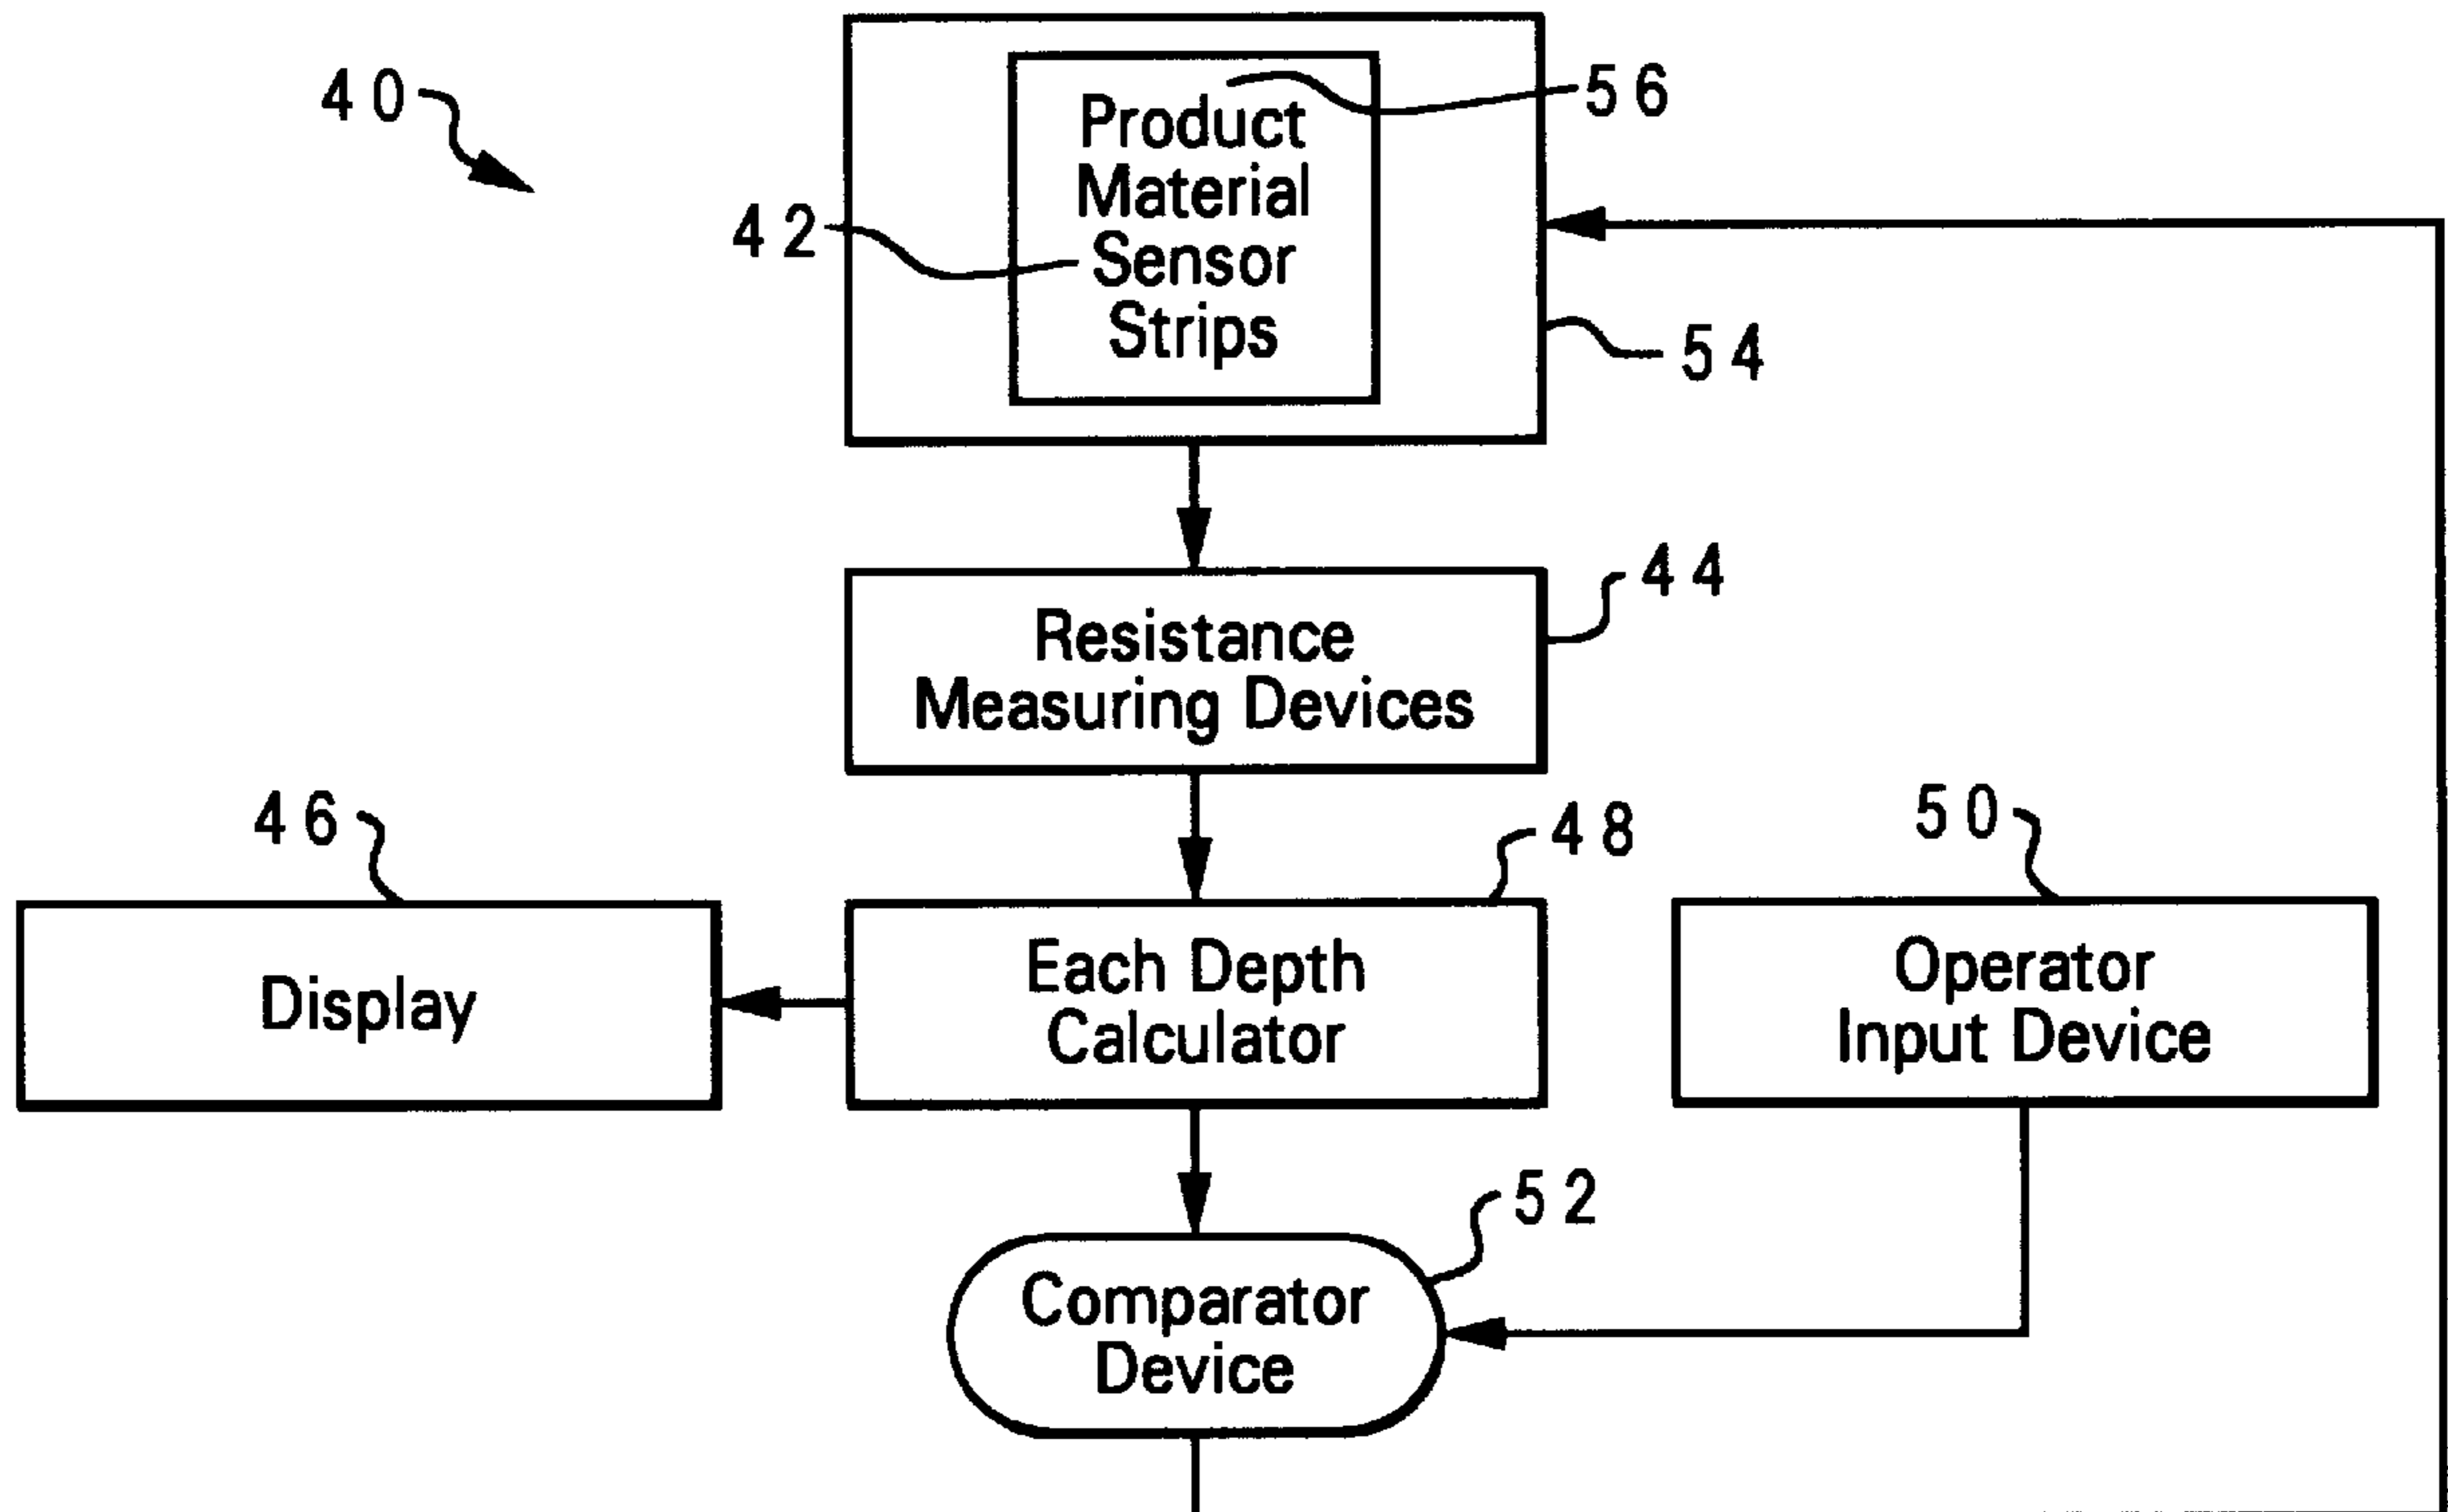 40
56
Product
Material
Sensor
Strips
42
54
44
Resistance
Measuring Devices
46
48
50
Display
Each Depth
Calculator
Operator
Input Device
52
Comparator
Device